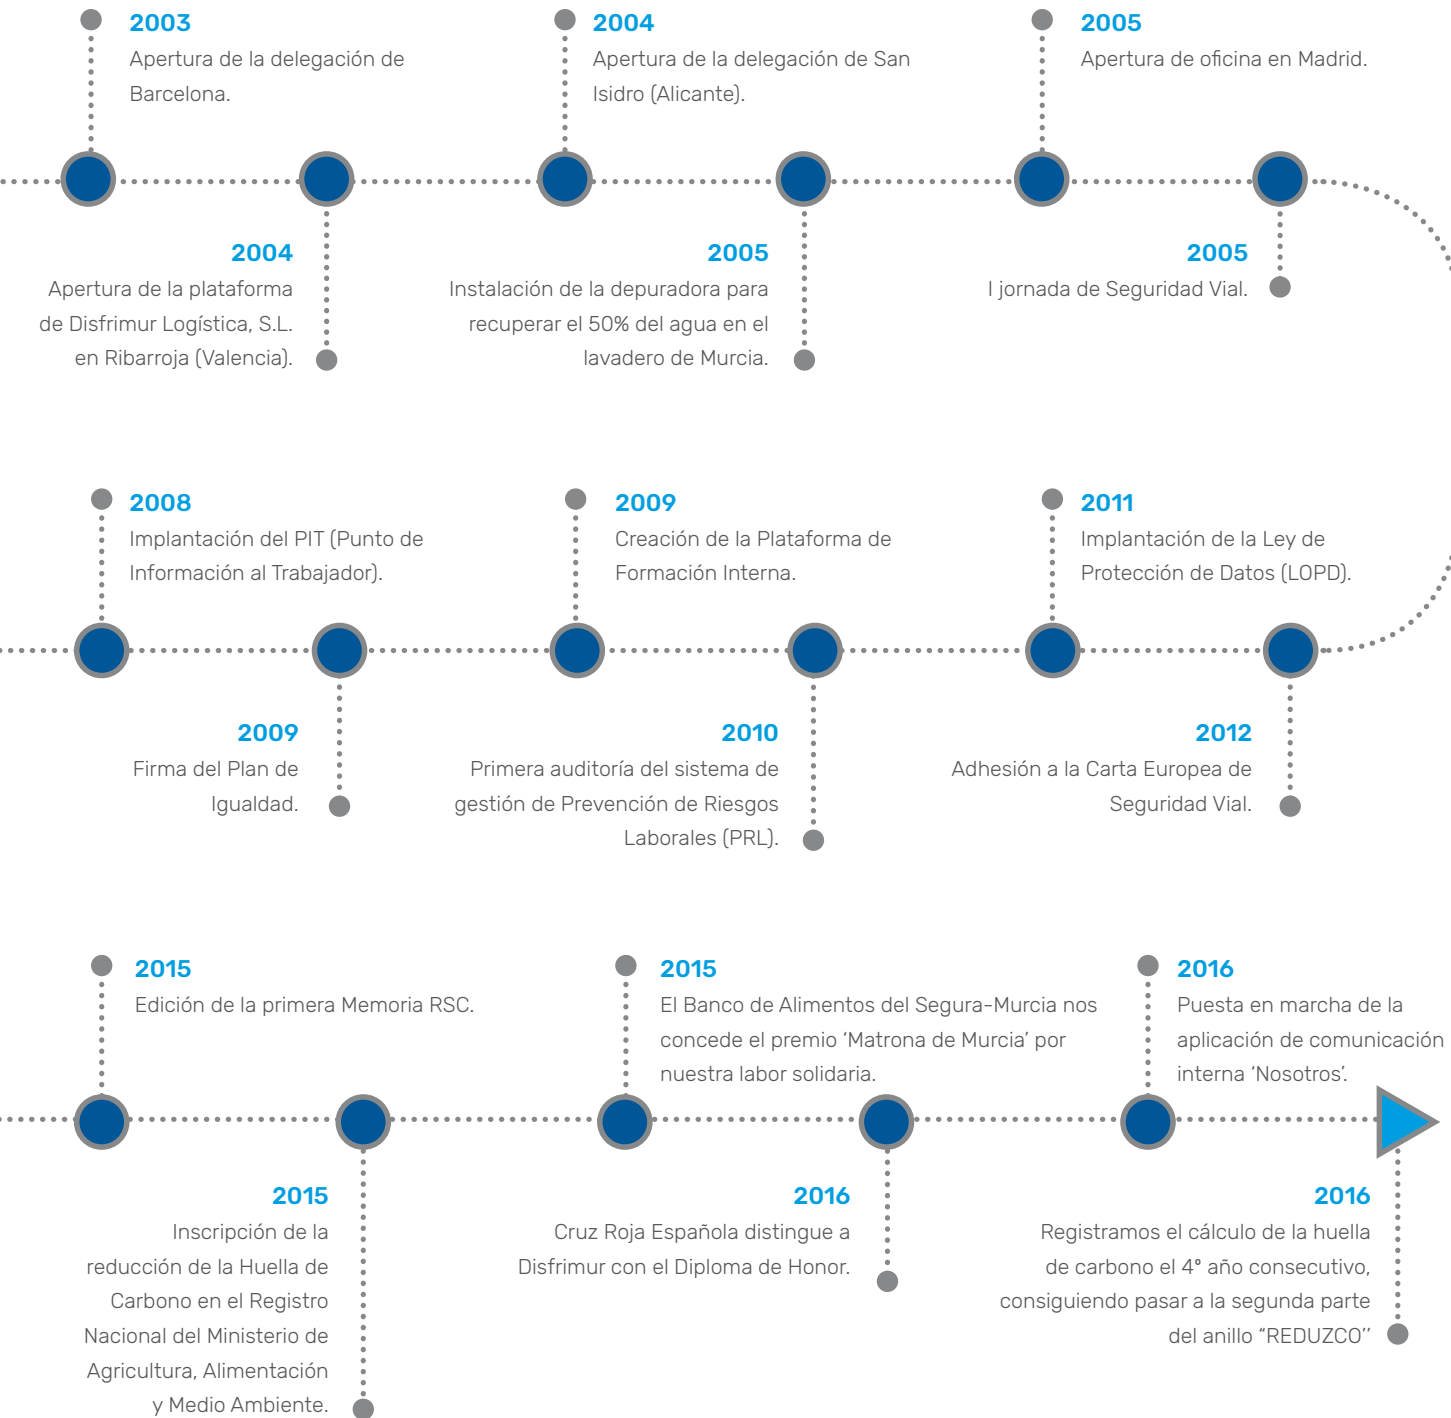 2003
Apertura de la delegación de
Barcelona.
2004
Apertura de la delegación de San
Isidro (Alicante).
2005
Apertura de oficina en Madrid.
2004
Apertura de la plataforma
de Disfrimur Logística, S.L.
en Ribarroja (Valencia).
2005
Instalación de la depuradora para
recuperar el 50% del agua en el
lavadero de Murcia.
2005
I jornada de Seguridad Vial.
2008
Implantación del PIT (Punto de
Información al Trabajador).
2009
Creación de la Plataforma de
Formación Interna.
2011
Implantación de la Ley de
Protección de Datos (LOPD).
2009
Firma del Plan de
Igualdad.
2010
Primera auditoría del sistema de
gestión de Prevención de Riesgos
Laborales (PRL).
2012
Adhesión a la Carta Europea de
Seguridad Vial.
2015
Edición de la primera Memoria RSC.
2015
El Banco de Alimentos del Segura-Murcia nos
concede el premio ‘Matrona de Murcia’ por
nuestra labor solidaria.
2016
Puesta en marcha de la
aplicación de comunicación
interna ‘Nosotros’.
2015
Inscripción de la
reducción de la Huella de
Carbono en el Registro
Nacional del Ministerio de
Agricultura, Alimentación
y Medio Ambiente.
2016
Cruz Roja Española distingue a
Disfrimur con el Diploma de Honor.
2016
Registramos el cálculo de la huella
de carbono el 4º año consecutivo,
consiguiendo pasar a la segunda parte
del anillo “REDUZCO’’